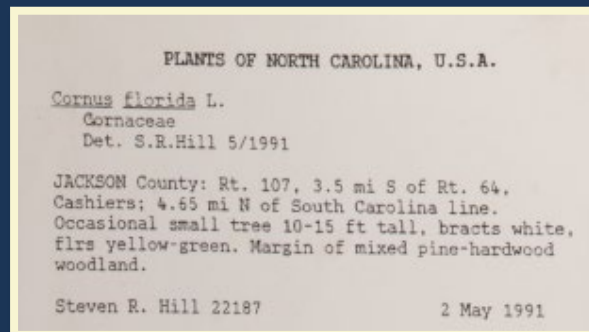 PLANTS OF NORTH CAROLINA, U.S.A.
Cornus florida L.
Cornaceae
Det. S.R.Hill 5/1991
JACKSON County: Rt. 107, 3.5 mi S of Rt. 64,
Cashiers; 4.65 mi N of South Carolina line.
Occasional small tree 10-15 ft tall, bracts white,
flrs yellow-green. Margin of mixed pine-hardwood
woodland.
Steven R. Hill 22187 2 May 1991